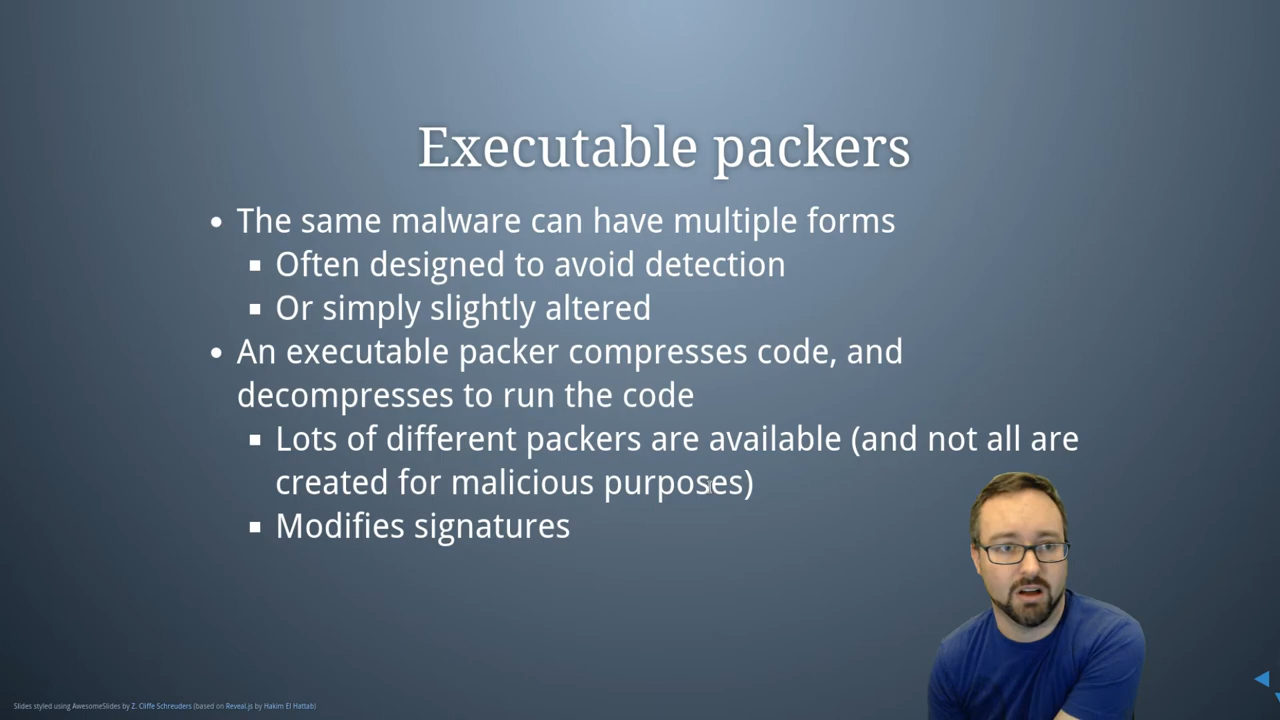 Executable packers
The same malware can have multiple forms
Often designed to avoid detection
Or simply slightly altered
An executable packer compresses code, and
decompresses to run the code
Lots of different packers are available (and not all are
created for malicious purposes)
Modifies signatures
Slides styled using AwesomeSlides by Z. Cliffe Schreuders (based on Reveal.js by Hakim El Hattab)